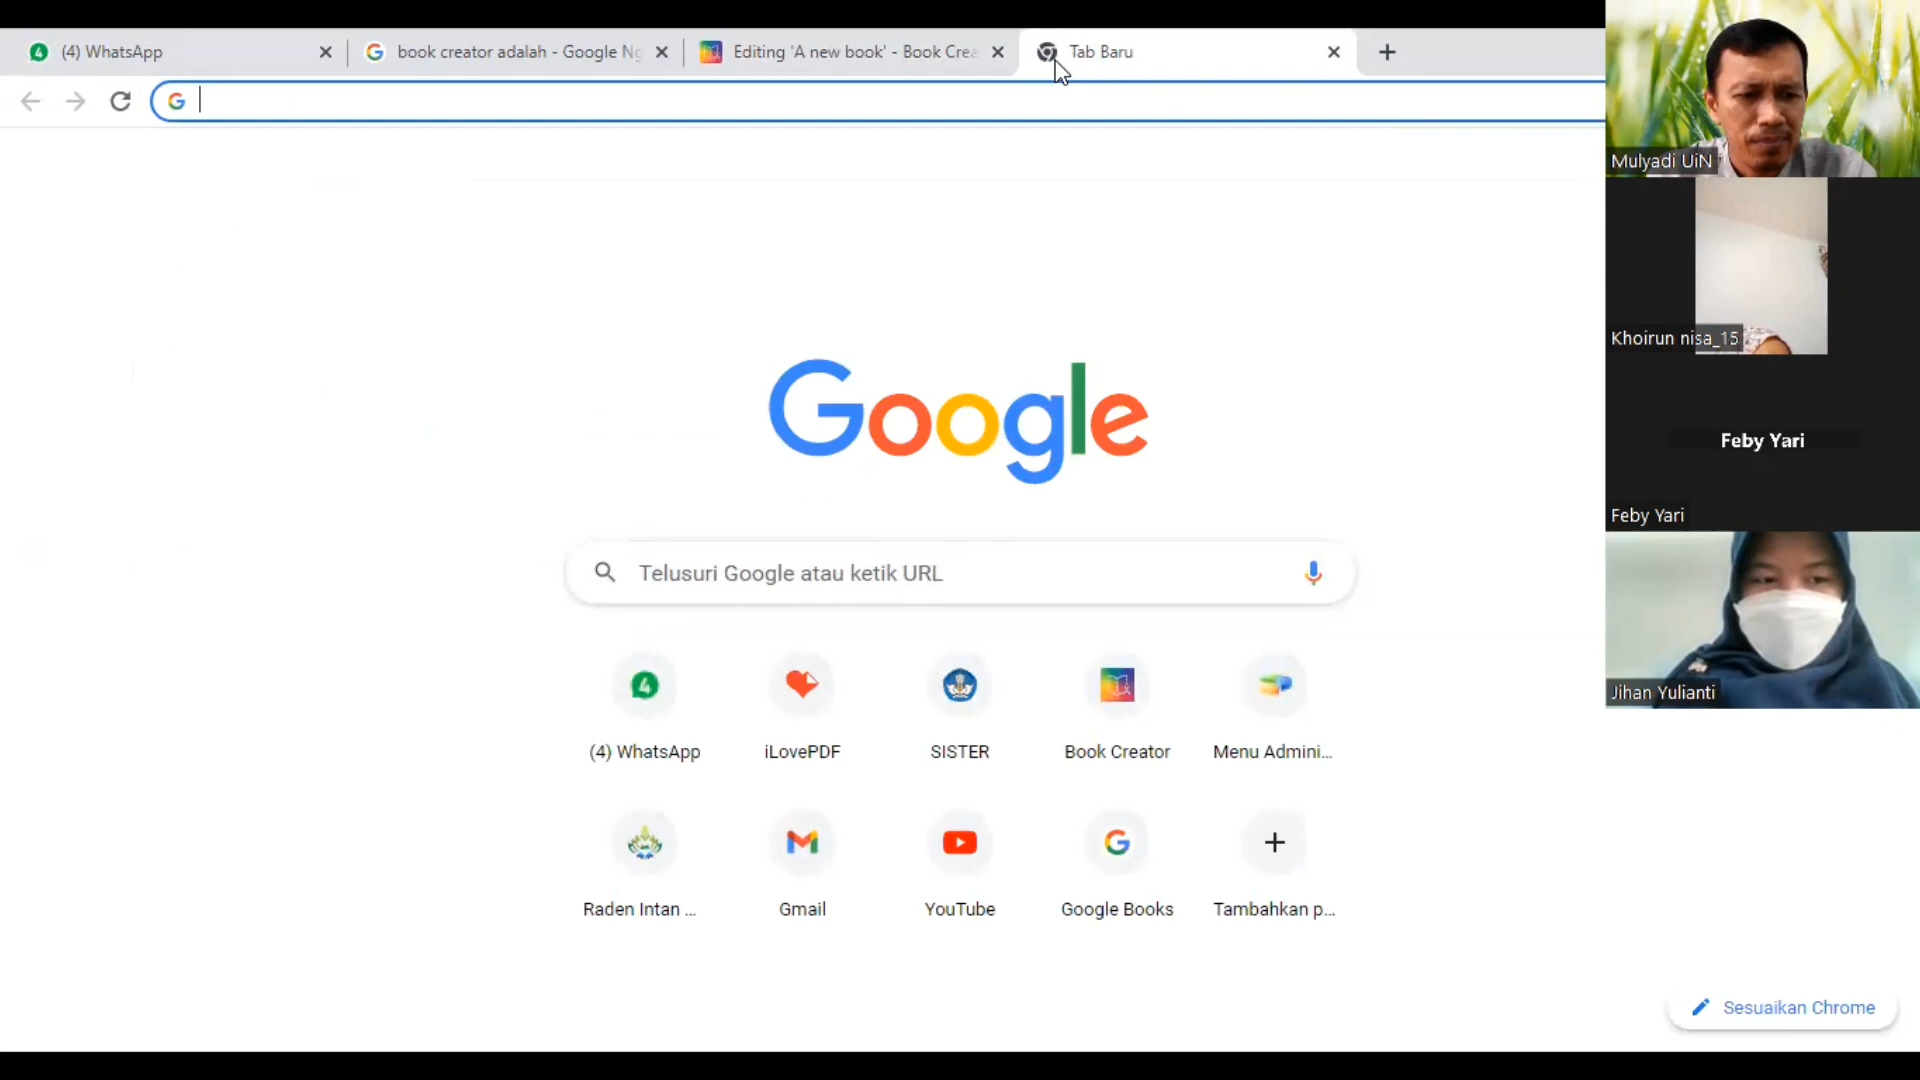 (4) WhatsApp
book creator adalah - Google
Editing 'A new book' - Book Crea
Tab Baru
Mulyadi UiN
Khoirun nisa_15
Feby Yari
Feby Yari
Jihan Yulianti
Google
Telusuri Google atau ketik URL
4
(4) WhatsApp
iLovePDF
SISTER
Book Creator
Menu Admini...
Raden Intan ...
Gmail
YouTube
Google Books
Tambahkan p...
Sesuaikan Chrome